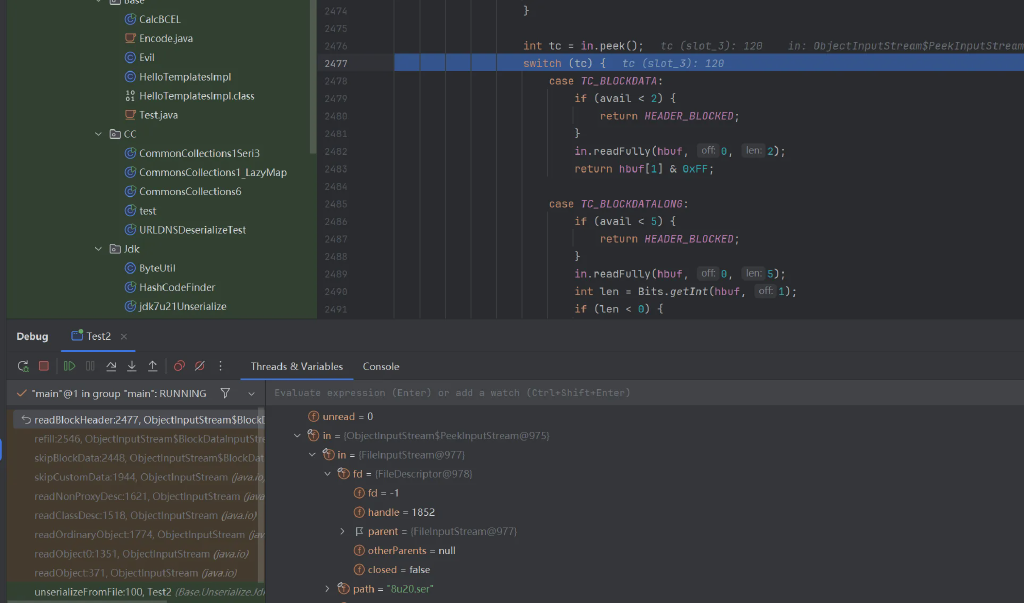 Base
CalcBCEL
Encode.java
Evil
HelloTemplatesImpl
HelloTemplatesImpl.class
Test.java
CC
CommonCollections1Seri3
CommonsCollections1_LazyMap
CommonsCollections6
test
URLDNSDeserializeTest
Jdk
ByteUtil
HashCodeFinder
jdk7u21Unserialize
2474 }
2475
2476 int tc = in.peek(); tc (slot_3): 120 in: ObjectInputStream$PeekInputStream
2477 switch (tc) { tc (slot_3): 120
2478 case TC_BLOCKDATA:
2479 if (avail < 2) {
2480 return HEADER_BLOCKED;
2481 }
2482 in.readFully(hbuf, off: 0, len: 2);
2483 return hbuf[1] & 0xFF;
2484
2485 case TC_BLOCKDATALONG:
2486 if (avail < 5) {
2487 return HEADER_BLOCKED;
2488 }
2489 in.readFully(hbuf, off: 0, len: 5);
2490 int len = Bits.getInt(hbuf, off: 1);
2491 if (len < 0) {
Debug Test2
Threads & Variables Console
"main"@1 in group "main": RUNNING
Evaluate expression (Enter) or add a watch (Ctrl+Shift+Enter)
readBlockHeader:2477, ObjectInputStream$BlockD
refill:2546, ObjectInputStream$BlockDataInputStre
skipBlockData:2448, ObjectInputStream$BlockDat
skipCustomData:1944, ObjectInputStream (java.io)
readNonProxyDesc:1621, ObjectInputStream (java
readClassDesc:1518, ObjectInputStream (java.io)
readOrdinaryObject:1774, ObjectInputStream (jav
readObject0:1351, ObjectInputStream (java.io)
readObject:371, ObjectInputStream (java.io)
unserializeFromFile:100, Test2 (Base.Unserialize.Jdk
unread = 0
in = {ObjectInputStream$PeekInputStream@975}
in = {FileInputStream@977}
fd = {FileDescriptor@978}
fd = -1
handle = 1852
parent = {FileInputStream@977}
otherParents = null
closed = false
path = "8u20.ser"